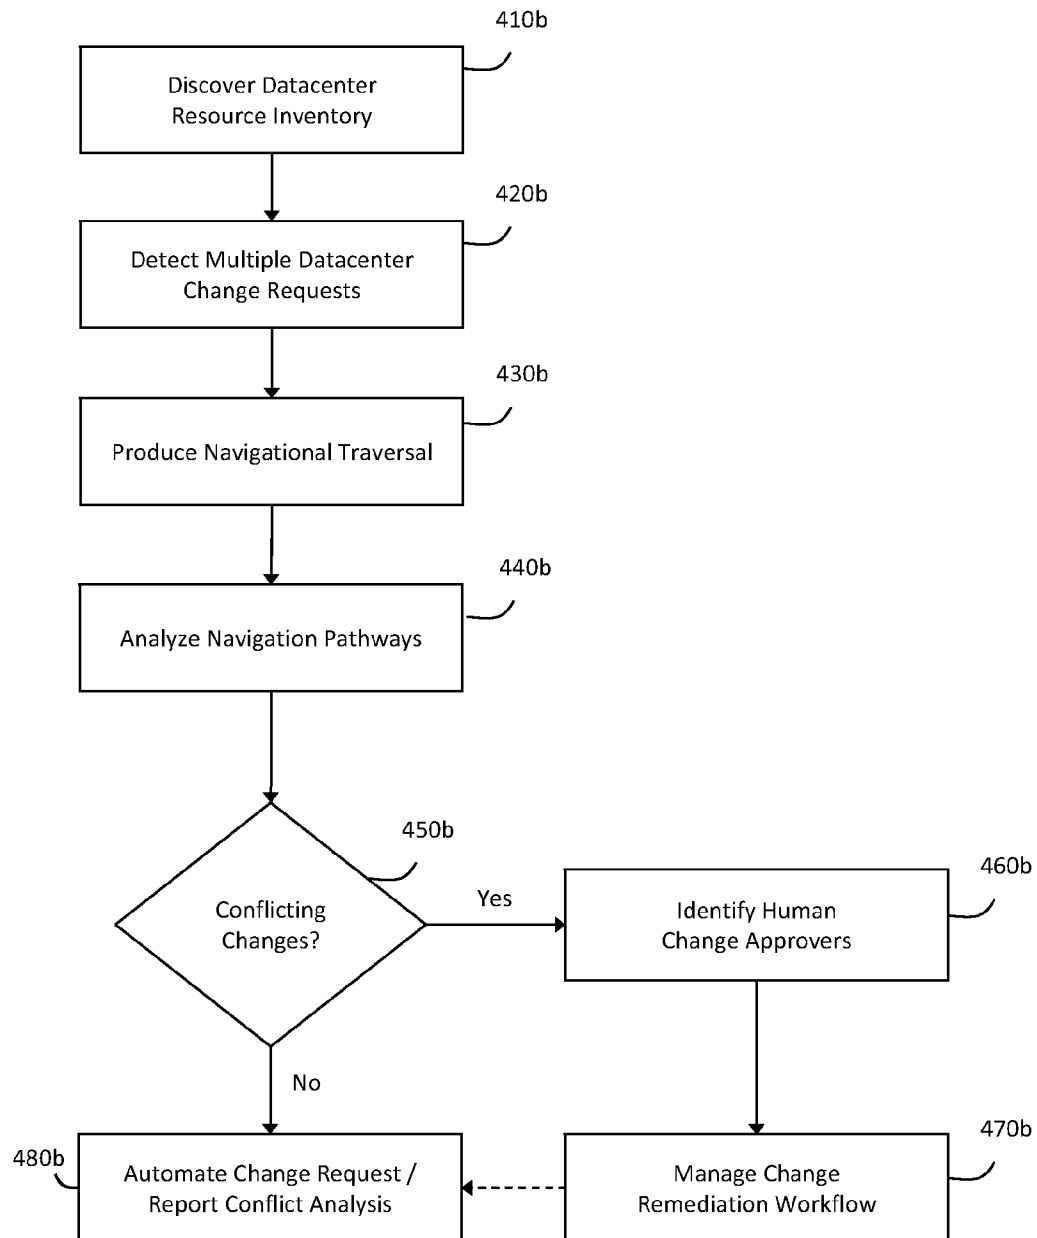 410b
Discover Datacenter
Resource Inventory
420b
Detect Multiple Datacenter
Change Requests
430b
Produce Navigational Traversal
440b
Analyze Navigation Pathways
450b
Conflicting
Changes?
Yes
460b
Identify Human
Change Approvers
No
470b
480b
Automate Change Request /
Report Conflict Analysis
Manage Change
Remediation Workflow